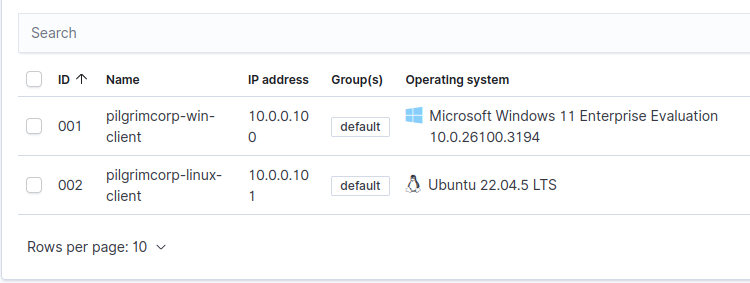 Search
ID Name IP address Group(s) Operating system
001 pilgrimcorp-win-client 10.0.0.100 default Microsoft Windows 11 Enterprise Evaluation 10.0.26100.3194
002 pilgrimcorp-linux-client 10.0.0.101 default Ubuntu 22.04.5 LTS
Rows per page: 10